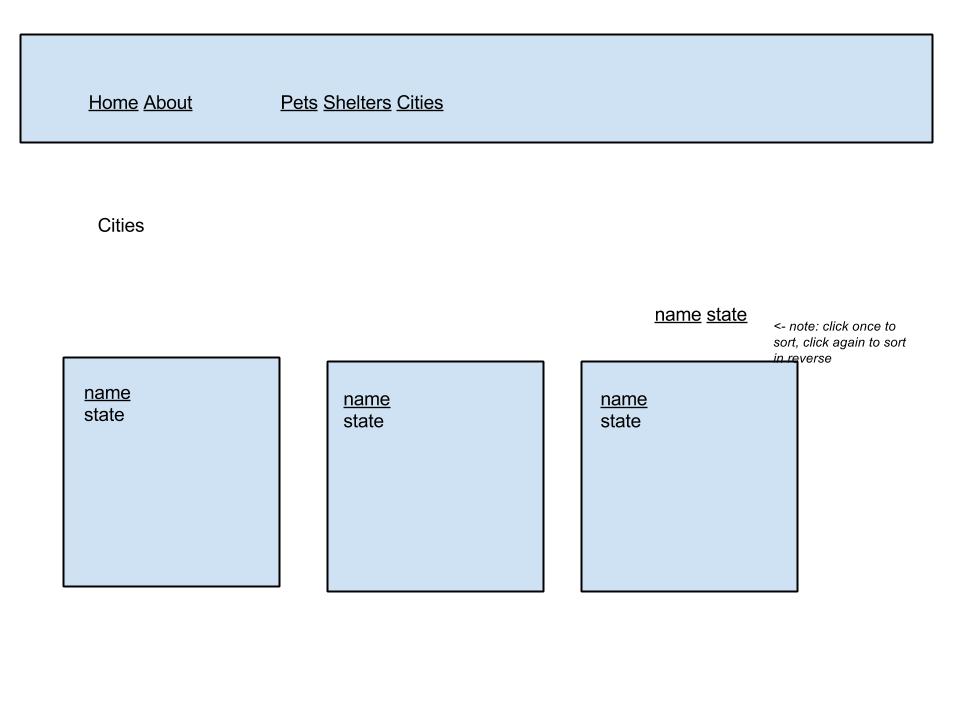 Home About Pets Shelters Cities
Cities
name state
<- note: click once to
sort, click again to sort
in reverse
name
state
name
state
name
state